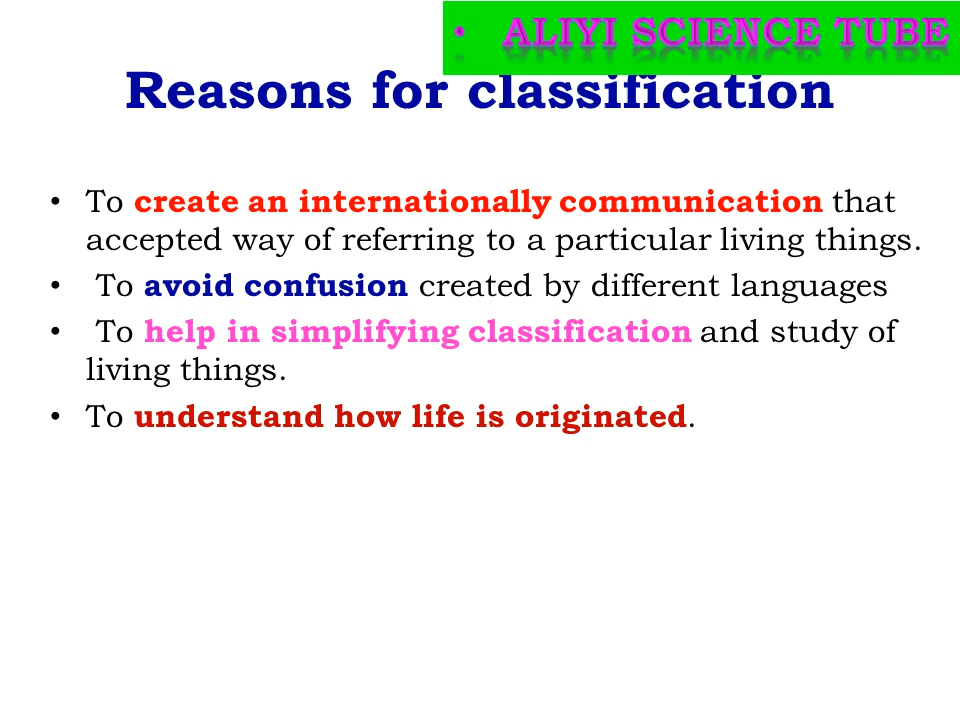 • ALIYI SCIENCE TUBE
Reasons for classification
• To create an internationally communication that
accepted way of referring to a particular living things.
• To avoid confusion created by different languages
• To help in simplifying classification and study of
living things.
• To understand how life is originated.